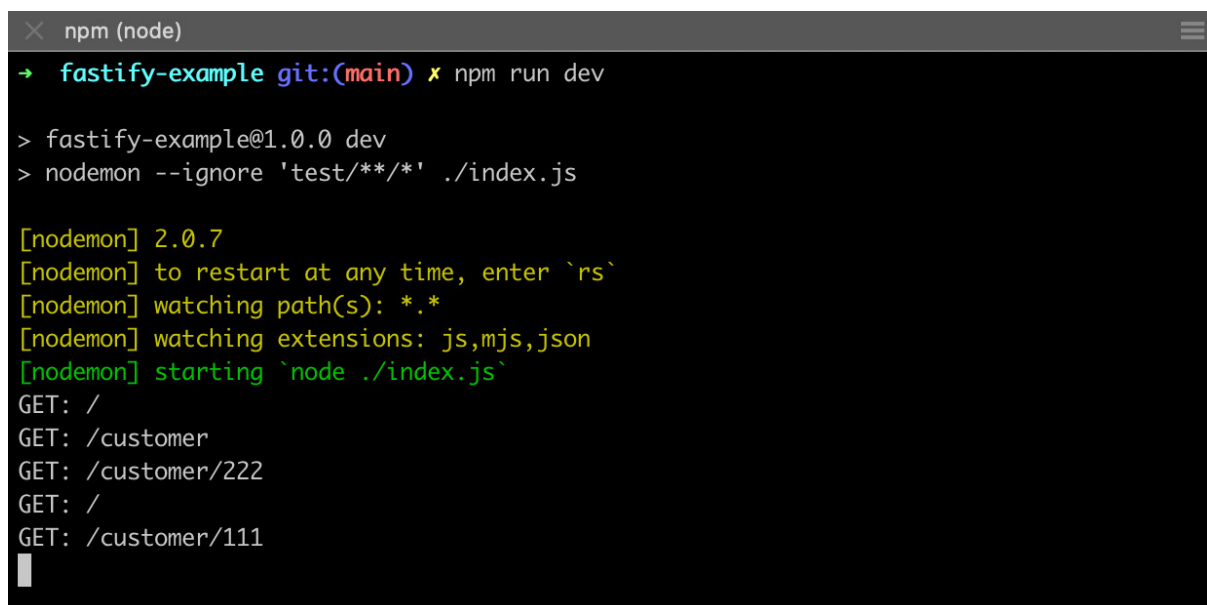 npm (node)
→ fastify-example git:(main) ✗ npm run dev
> fastify-example@1.0.0 dev
> nodemon --ignore 'test/**/*' ./index.js
[nodemon] 2.0.7
[nodemon] to restart at any time, enter `rs`
[nodemon] watching path(s): *.*
[nodemon] watching extensions: js,mjs,json
[nodemon] starting `node ./index.js`
GET: /
GET: /customer
GET: /customer/222
GET: /
GET: /customer/111